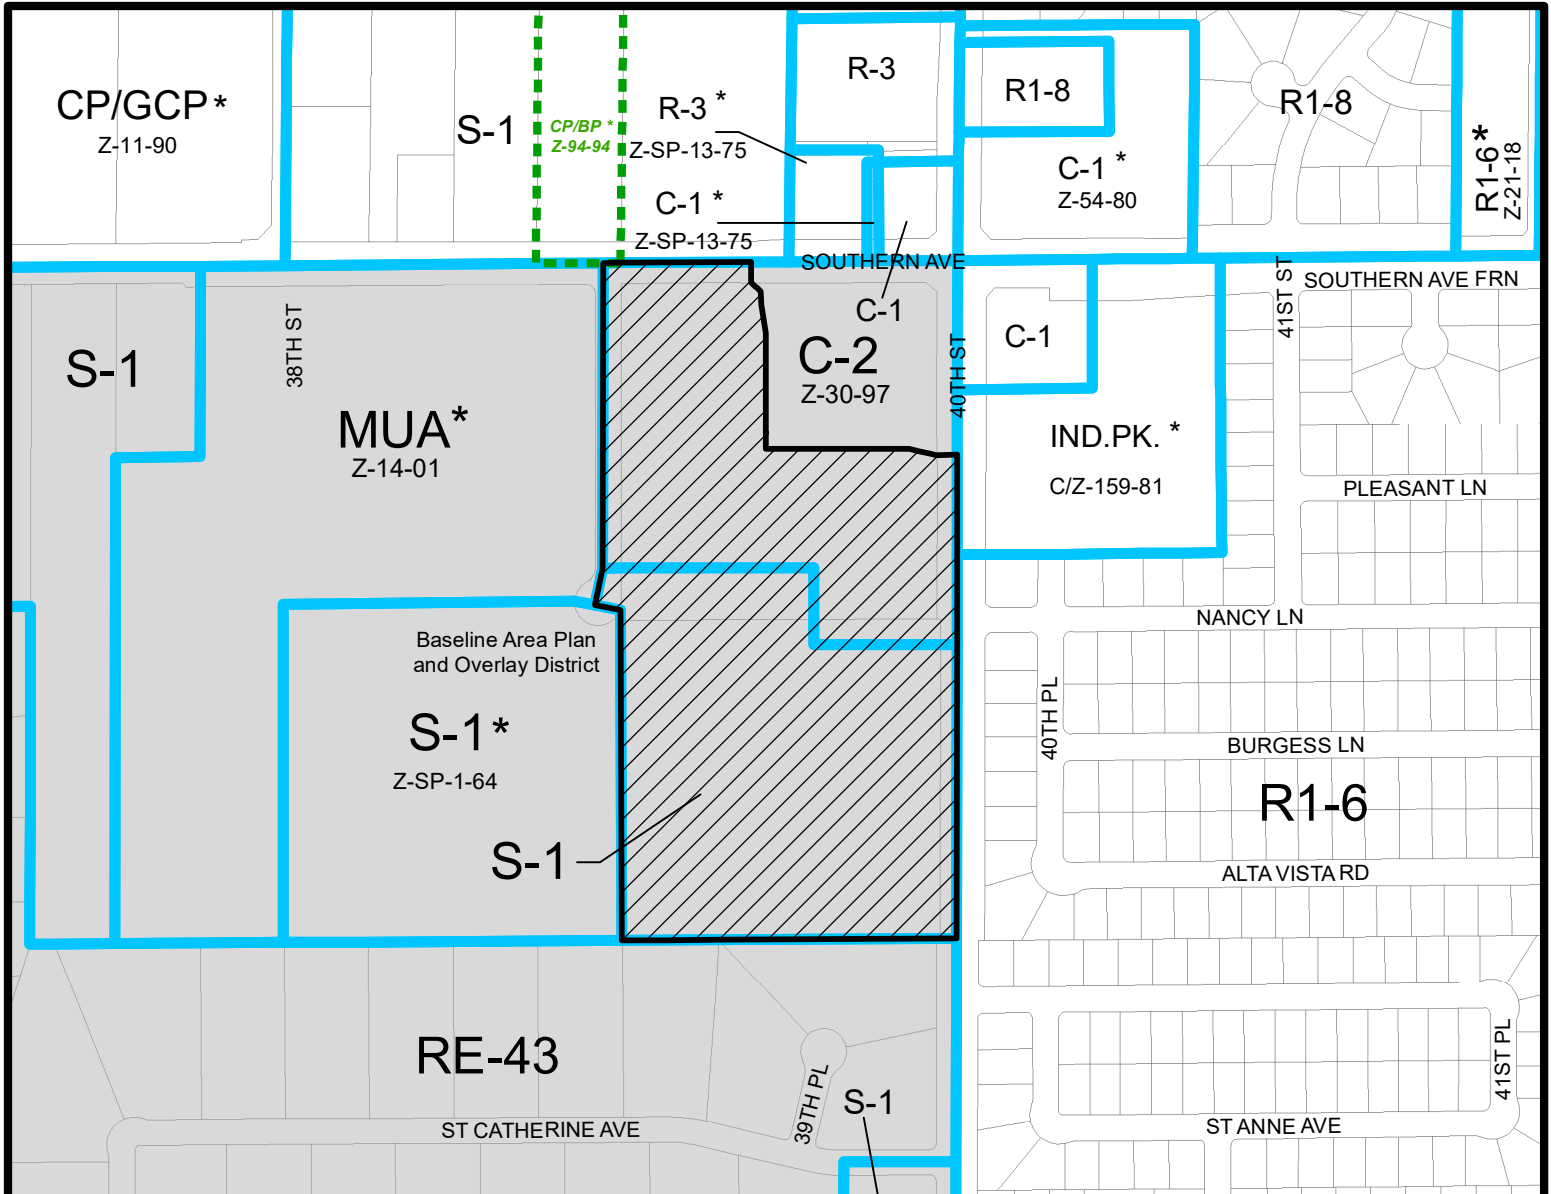 CP/GCP*
Z-11-90
S-1
CP/BP *
Z-94-94
R-3 *
Z-SP-13-75
C-1 *
Z-SP-13-75
R-3
R1-8
C-1 *
Z-54-80
R1-8
R1-6*
Z-21-18
SOUTHERN AVE
C-1
SOUTHERN AVE FRN
S-1
38TH ST
MUA*
Z-14-01
C-2
Z-30-97
40TH ST
C-1
41ST ST
IND.PK. *
C/Z-159-81
PLEASANT LN
NANCY LN
Baseline Area Plan
and Overlay District
S-1*
Z-SP-1-64
S-1
40TH PL
BURGESS LN
R1-6
ALTA VISTA RD
RE-43
39TH PL
S-1
ST CATHERINE AVE
ST ANNE AVE
41ST PL